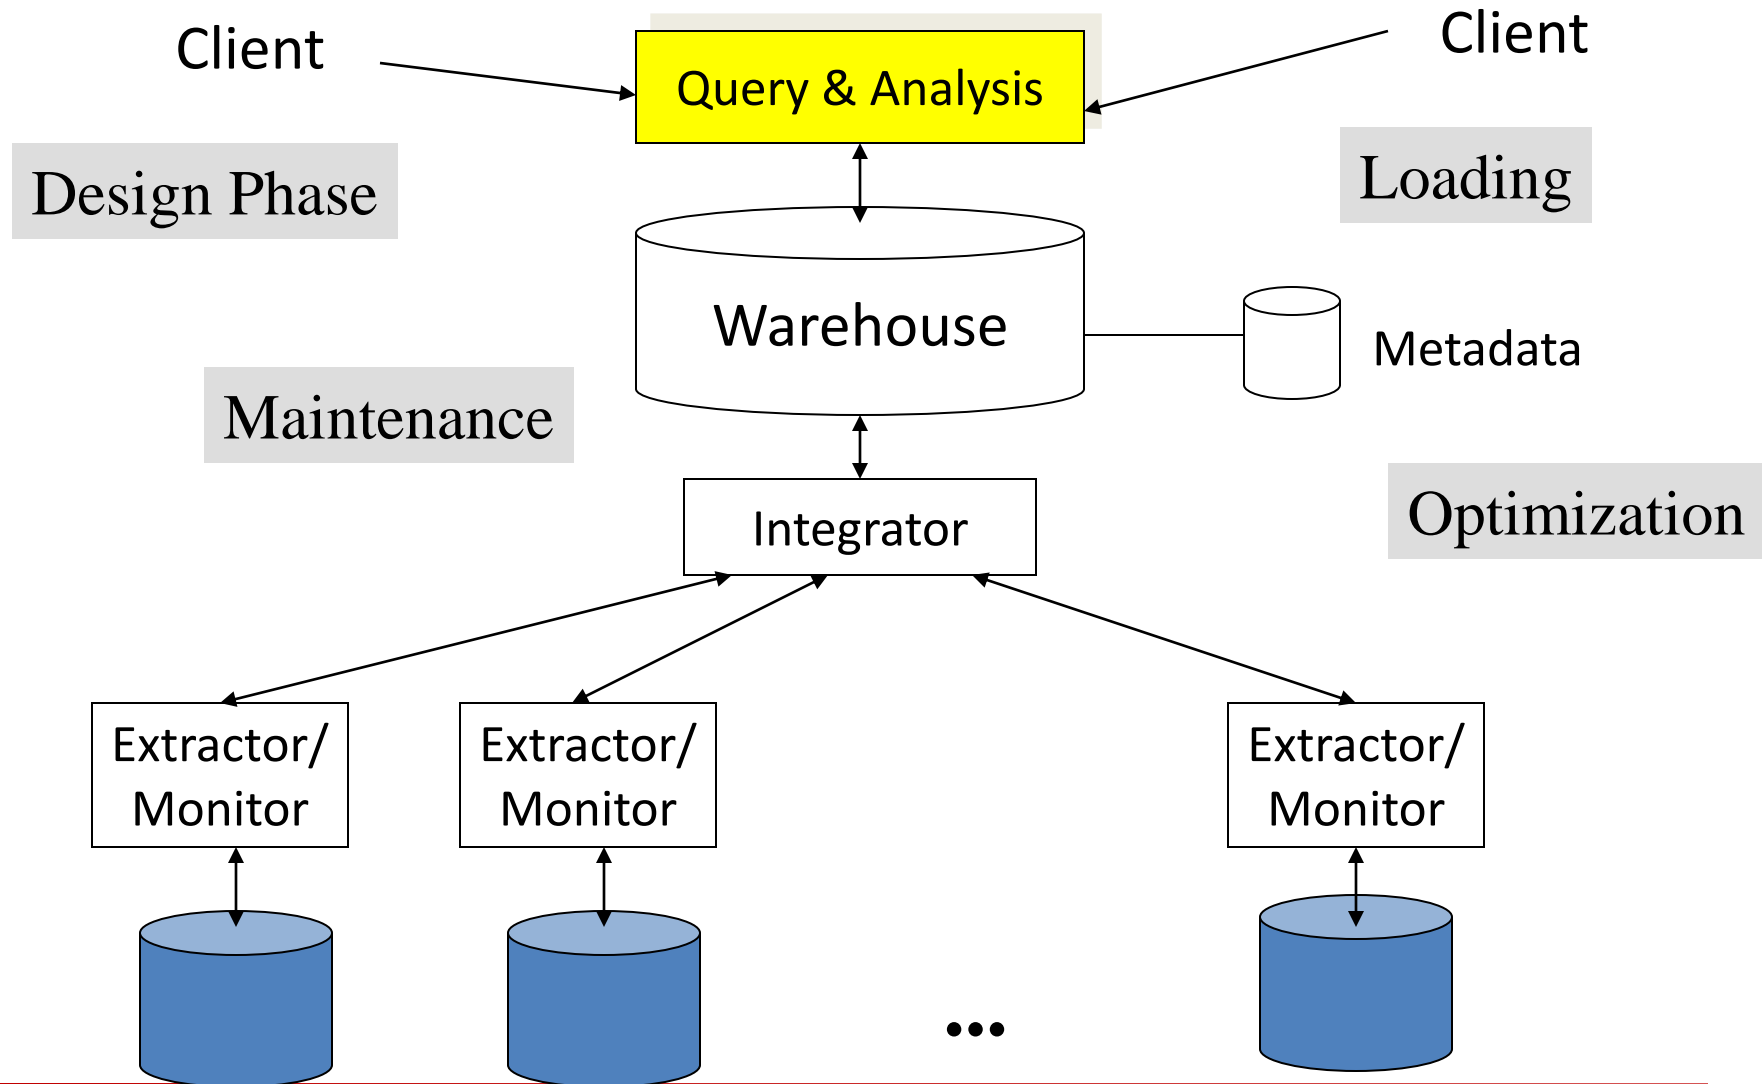 Client
Client
Query & Analysis
Design Phase
Loading
Warehouse
Metadata
Maintenance
Integrator
Optimization
Extractor/
Monitor
Extractor/
Monitor
Extractor/
Monitor
...